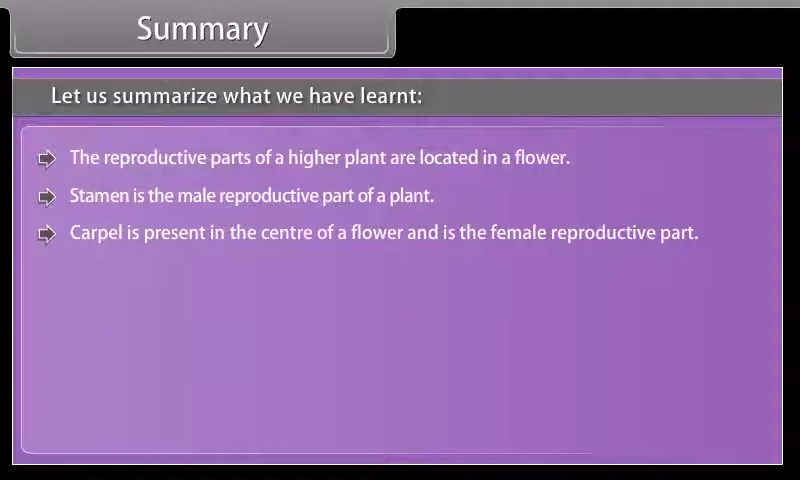 Summary
Let us summarize what we have learnt:
The reproductive parts of a higher plant are located in a flower.
Stamen is the male reproductive part of a plant.
Carpel is present in the centre of a flower and is the female reproductive part.